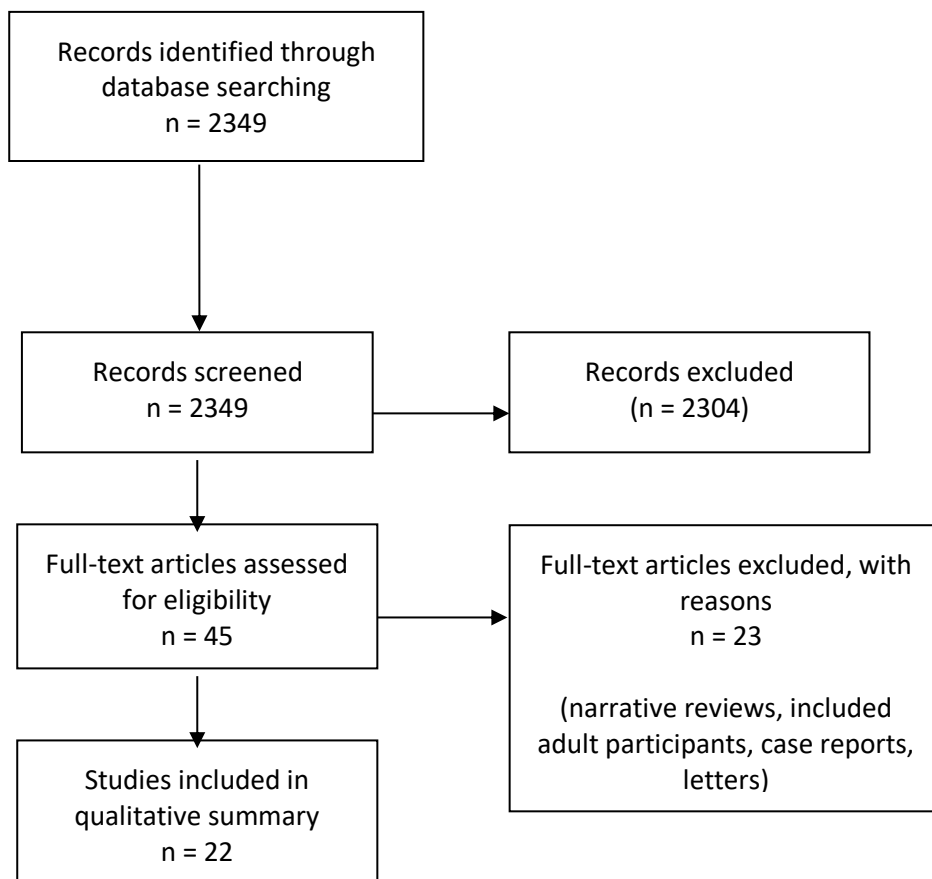 Records identified through
database searching
n = 2349
Records screened
n = 2349
Records excluded
(n = 2304)
Full-text articles assessed
for eligibility
n = 45
Full-text articles excluded, with
reasons
n = 23
(narrative reviews, included
adult participants, case reports,
letters)
Studies included in
qualitative summary
n = 22